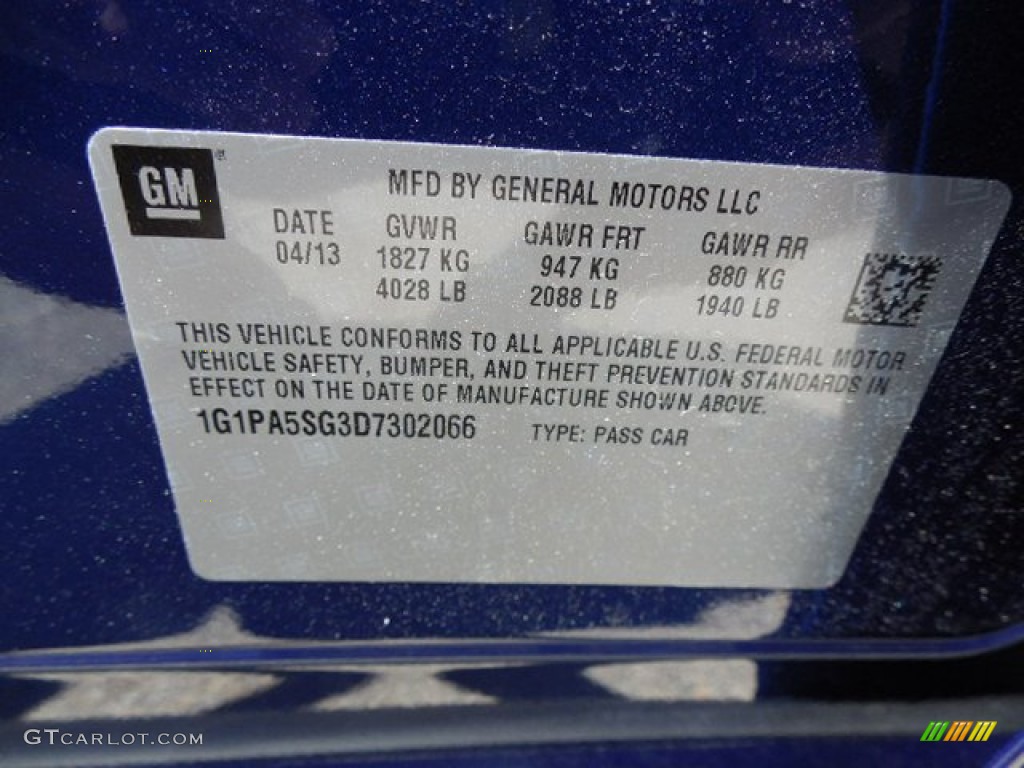 GM
MFD BY GENERAL MOTORS LLC
DATE GVWR GAWR FRT GAWR RR
04/13 1827 KG 947 KG 880 KG
4028 LB 2088 LB 1940 LB
THIS VEHICLE CONFORMS TO ALL APPLICABLE U.S. FEDERAL MOTOR
VEHICLE SAFETY, BUMPER, AND THEFT PREVENTION STANDARDS IN
EFFECT ON THE DATE OF MANUFACTURE SHOWN ABOVE.
1G1PA5SG3D7302066 TYPE: PASS CAR
GTCARLOT.COM